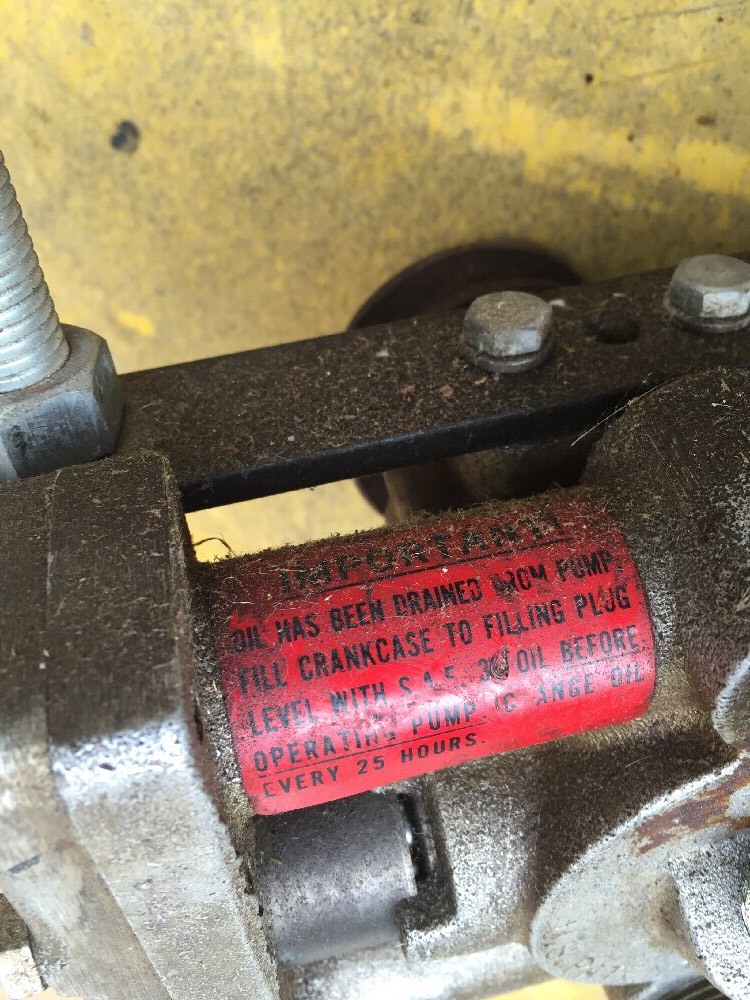 IMPORTANT!
OIL HAS BEEN DRAINED FROM PUMP.
FILL CRANKCASE TO FILLING PLUG
LEVEL WITH S.A.E. 30 OIL BEFORE
OPERATING PUMP. CHANGE OIL
EVERY 25 HOURS.